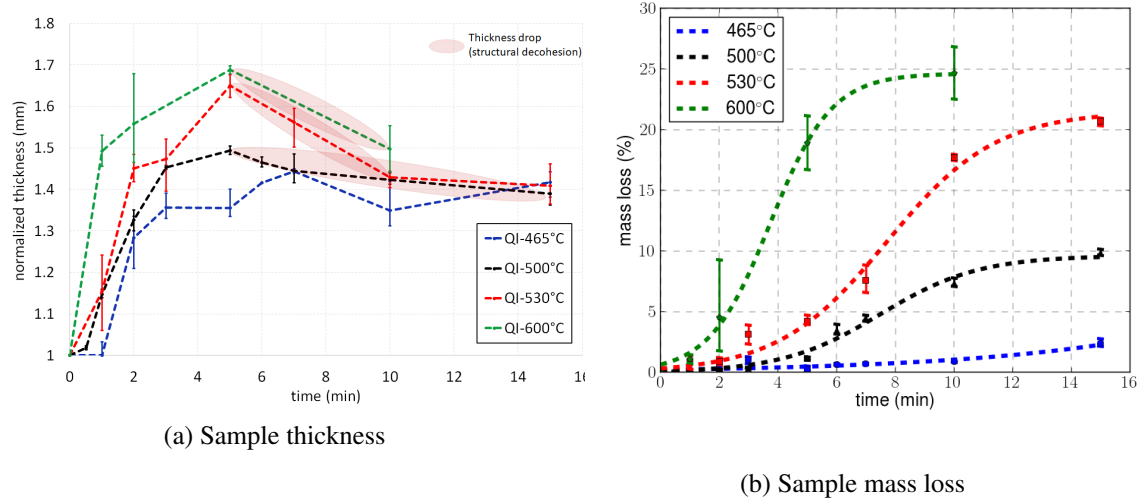 1.8
1.7
1.6
1.5
1.4
1.3
1.2
1.1
1
normalized thickness (mm)
Thickness drop
(structural decohesion)
QI-465°C
QI-500°C
QI-530°C
QI-600°C
0 2 4 6 8 10 12 14 16
time (min)
(a) Sample thickness
30
25
20
15
10
5
0
mass loss (%)
465°C
500°C
530°C
600°C
0 2 4 6 8 10 12 14 16
time (min)
(b) Sample mass loss